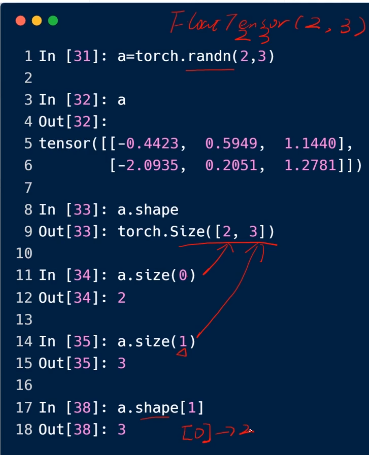 FloatTensor(2, 3)
2 3
1 In [31]: a=torch.randn(2,3)
2
3 In [32]: a
4 Out[32]:
5 tensor([[-0.4423,  0.5949,  1.1440],
6         [-2.0935,  0.2051,  1.2781]])
7
8 In [33]: a.shape
9 Out[33]: torch.Size([2, 3])
10
11 In [34]: a.size(0)
12 Out[34]: 2
13
14 In [35]: a.size(1)
15 Out[35]: 3
16
17 In [38]: a.shape[1]
18 Out[38]: 3
[0]→2